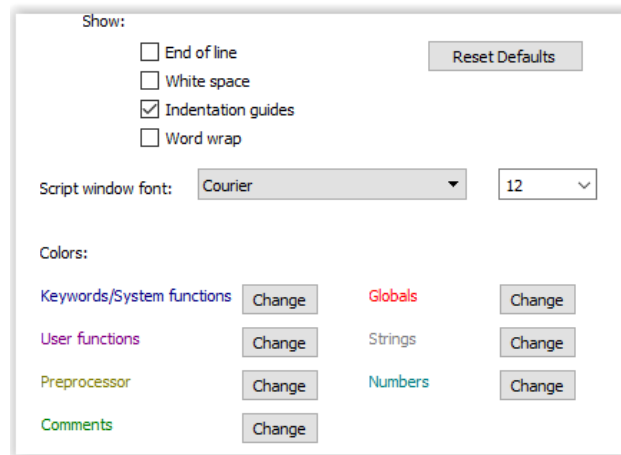 Show:
End of line
Reset Defaults
White space
Indentation guides
Word wrap
Script window font: Courier 12
Colors:
Keywords/System functions Change Globals Change
User functions Change Strings Change
Preprocessor Change Numbers Change
Comments Change